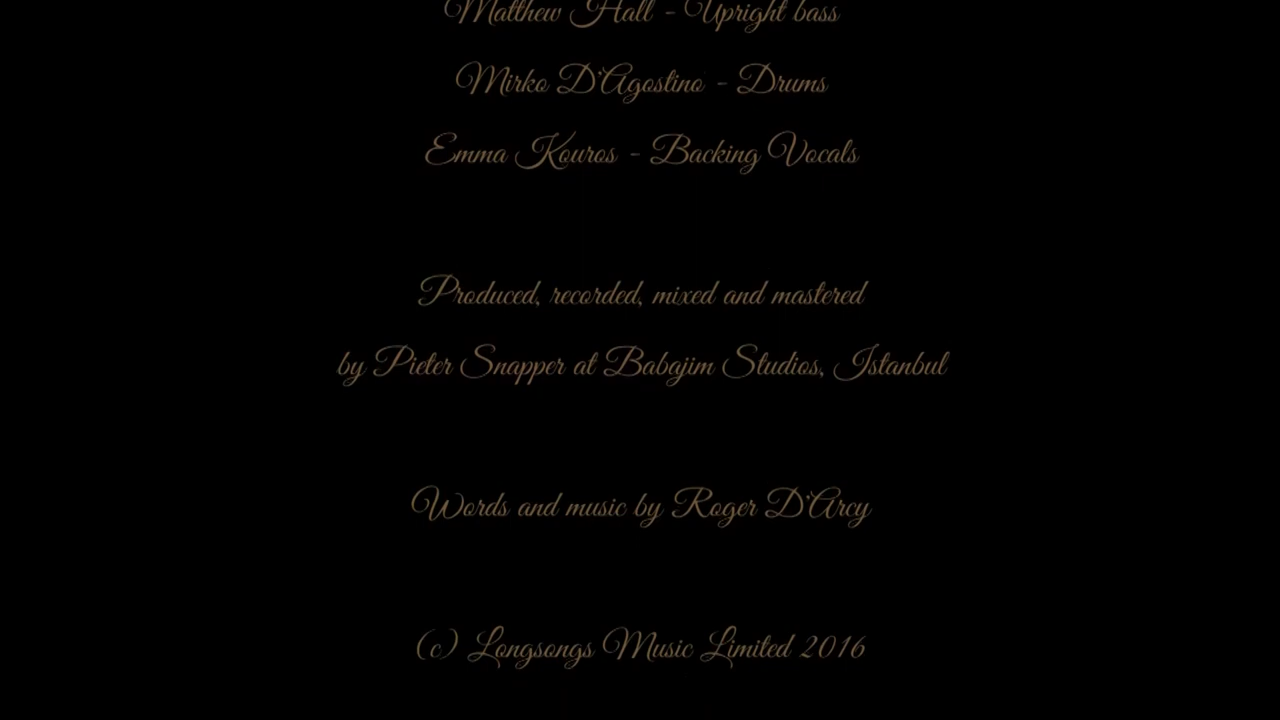 Matthew Hall - Upright bass
Mirko D'Agostino - Drums
Emma Kouros - Backing Vocals
Produced, recorded, mixed and mastered
by Pieter Snapper at Babajim Studios, Istanbul
Words and music by Roger D'Arcy
(c) Longsongs Music Limited 2016